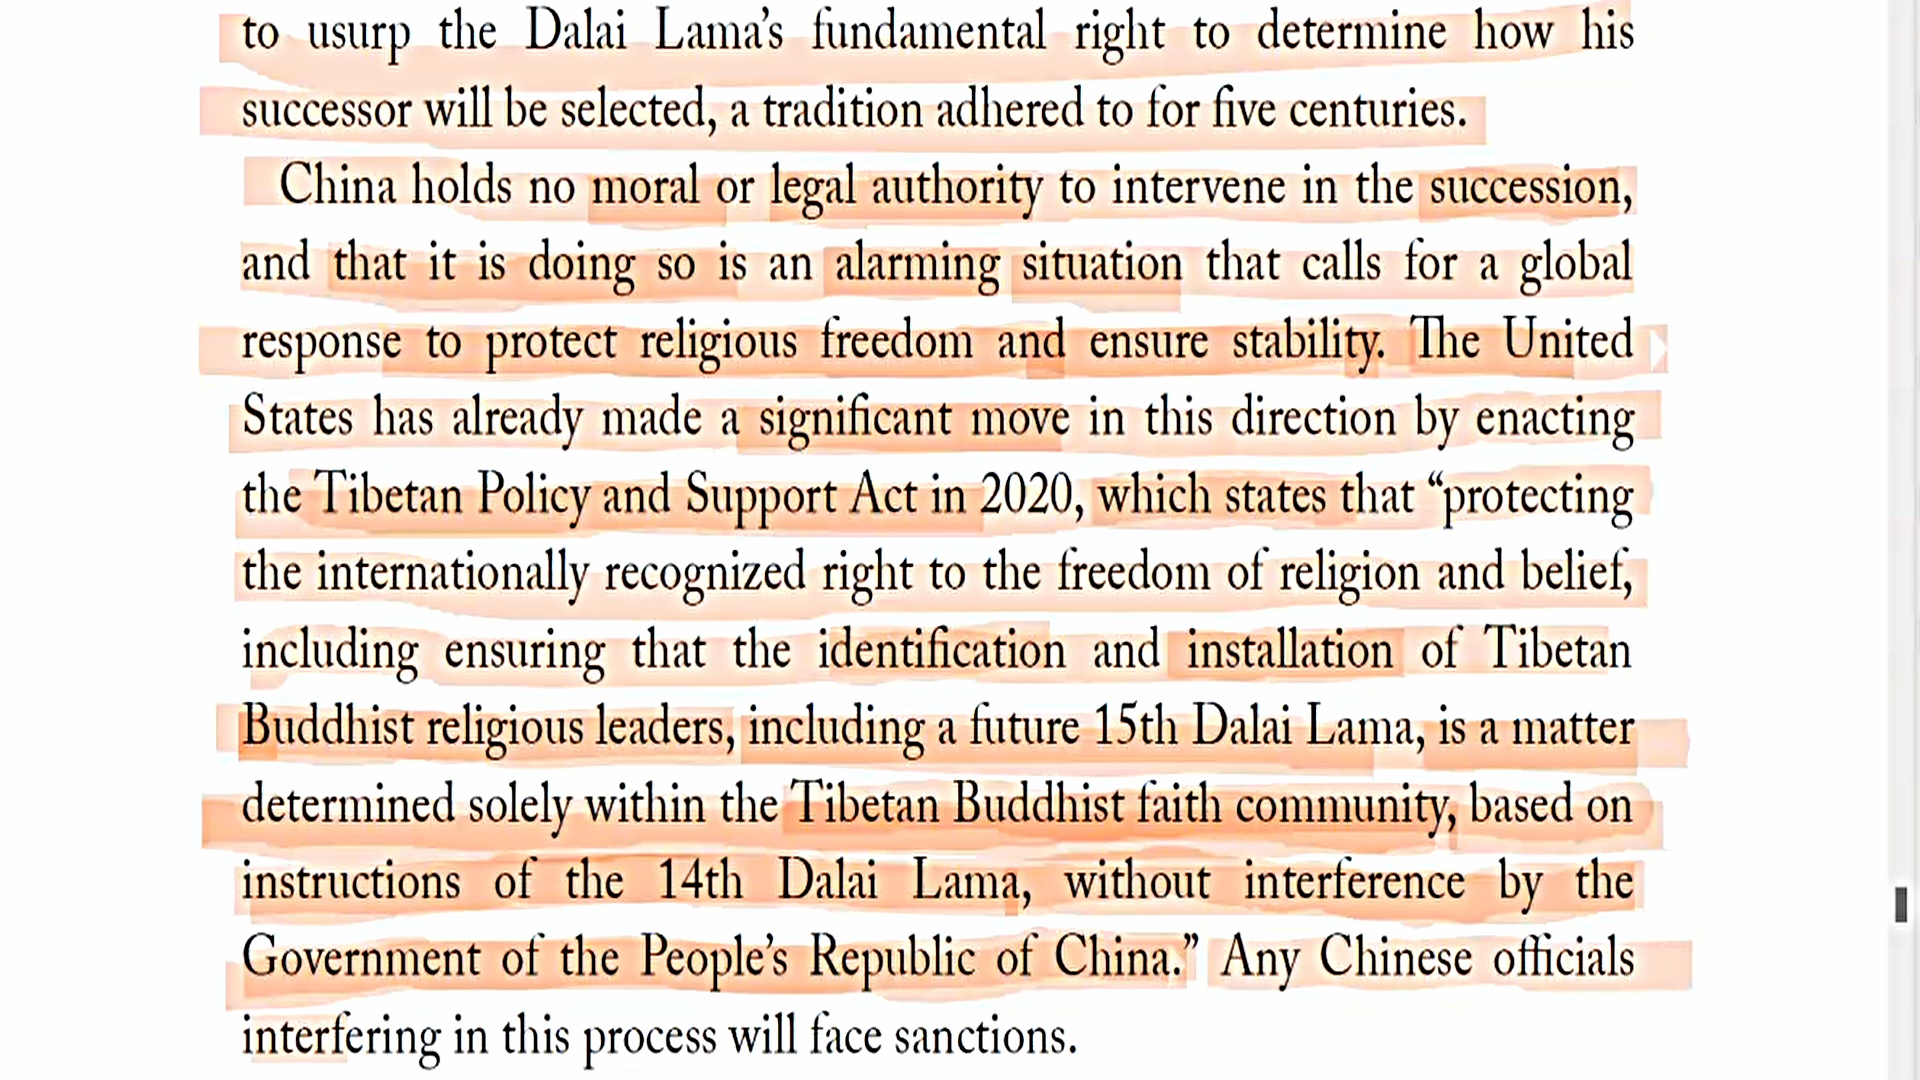 to usurp the Dalai Lama’s fundamental right to determine how his
successor will be selected, a tradition adhered to for five centuries.
China holds no moral or legal authority to intervene in the succession,
and that it is doing so is an alarming situation that calls for a global
response to protect religious freedom and ensure stability. The United
States has already made a significant move in this direction by enacting
the Tibetan Policy and Support Act in 2020, which states that “protecting
the internationally recognized right to the freedom of religion and belief,
including ensuring that the identification and installation of Tibetan
Buddhist religious leaders, including a future 15th Dalai Lama, is a matter
determined solely within the Tibetan Buddhist faith community, based on
instructions of the 14th Dalai Lama, without interference by the
Government of the People’s Republic of China.” Any Chinese officials
interfering in this process will face sanctions.